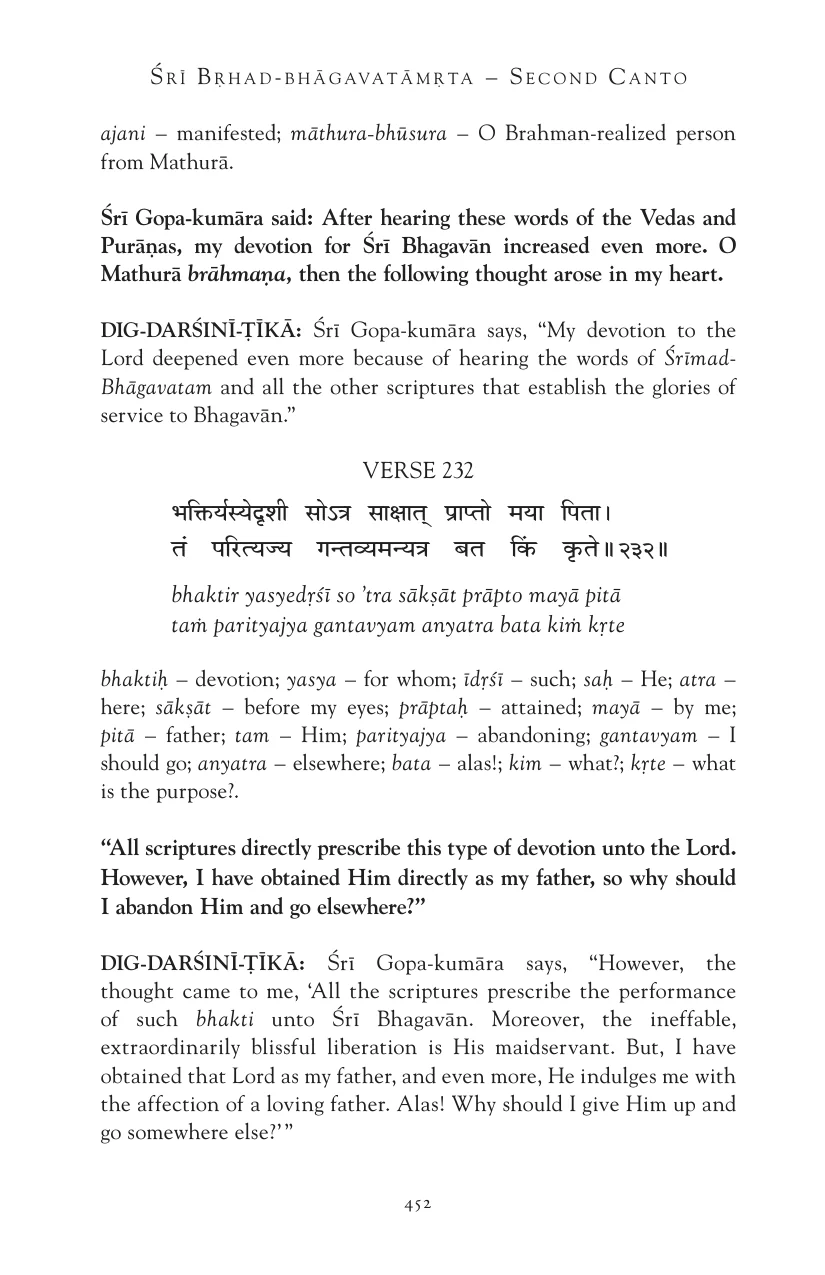 Śrī Bṛhad-bhāgavatāmṛta – Second Canto
ajani – manifested; māthura-bhūsura – O Brahman-realized person
from Mathurā.
Śrī Gopa-kumāra said: After hearing these words of the Vedas and
Purāṇas, my devotion for Śrī Bhagavān increased even more. O
Mathurā brāhmaṇa, then the following thought arose in my heart.
DIG-DARŚINĪ-ṬĪKĀ: Śrī Gopa-kumāra says, “My devotion to the
Lord deepened even more because of hearing the words of Śrīmad-
Bhāgavatam and all the other scriptures that establish the glories of
service to Bhagavān.”
VERSE 232
भक्तिर्यस्येदृशी सोऽत्र साक्षात् प्राप्तो मया पिता।
तं परित्यज्य गन्तव्यमन्यत्र बत किं कृते॥२३२॥
bhaktir yasyedṛśī so ’tra sākṣāt prāpto mayā pitā
taṁ parityajya gantavyam anyatra bata kiṁ kṛte
bhaktiḥ – devotion; yasya – for whom; īdṛśī – such; saḥ – He; atra –
here; sākṣāt – before my eyes; prāptaḥ – attained; mayā – by me;
pitā – father; tam – Him; parityajya – abandoning; gantavyam – I
should go; anyatra – elsewhere; bata – alas!; kim – what?; kṛte – what
is the purpose?.
“All scriptures directly prescribe this type of devotion unto the Lord.
However, I have obtained Him directly as my father, so why should
I abandon Him and go elsewhere?”
DIG-DARŚINĪ-ṬĪKĀ: Śrī Gopa-kumāra says, “However, the
thought came to me, ‘All the scriptures prescribe the performance
of such bhakti unto Śrī Bhagavān. Moreover, the ineffable,
extraordinarily blissful liberation is His maidservant. But, I have
obtained that Lord as my father, and even more, He indulges me with
the affection of a loving father. Alas! Why should I give Him up and
go somewhere else?’ ”
452